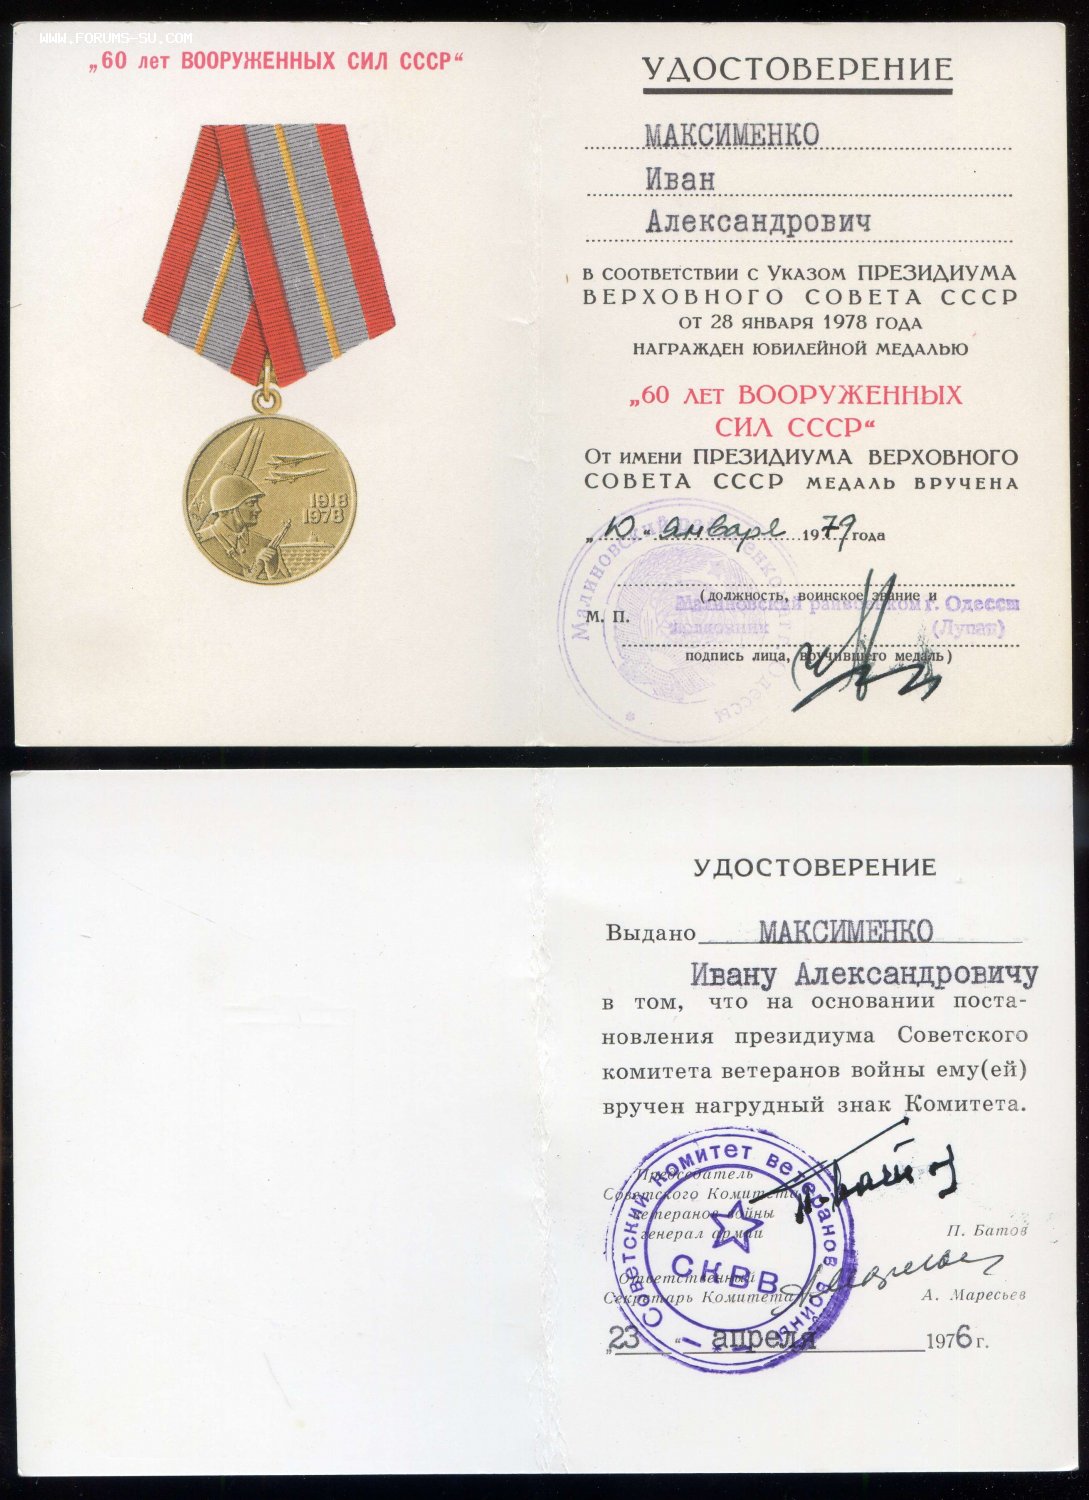 WWW.FORUMS-SU.COM
„60 лет ВООРУЖЕННЫХ СИЛ СССР“
1918
1978
УДОСТОВЕРЕНИЕ
МАКСИМЕНКО
Иван
Александрович
в соответствии с Указом ПРЕЗИДИУМА
ВЕРХОВНОГО СОВЕТА СССР
от 28 января 1978 года
награжден юбилейной медалью
„60 лет ВООРУЖЕННЫХ
СИЛ СССР“
От имени ПРЕЗИДИУМА ВЕРХОВНОГО
СОВЕТА СССР медаль вручена
„10“ январе 1979 года
(должность, воинское звание и
Малиновский райвоенком г. Одессы
М. П.
полковник (Лупан)
подпись лица, вручившего медаль)
Малиновский райвоенкомат г. Одессы
УДОСТОВЕРЕНИЕ
Выдано МАКСИМЕНКО
Ивану Александровичу
в том, что на основании поста-
новления президиума Советского
комитета ветеранов войны ему(ей)
вручен нагрудный знак Комитета.
Председатель
Советского Комитета
ветеранов войны
генерал армии П. Батов
Ответственный
Секретарь Комитета А. Маресьев
„23“ апреля 1976 г.
Советский комитет ветеранов войны
СКВВ